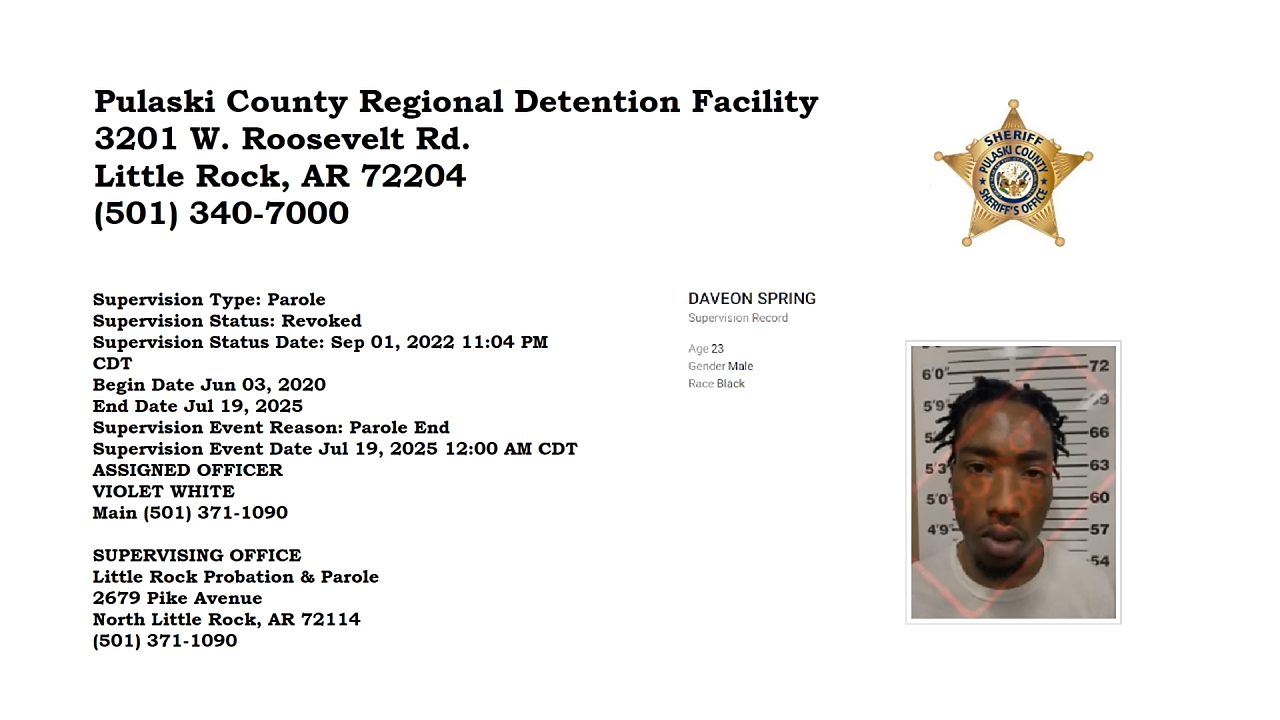 Pulaski County Regional Detention Facility
3201 W. Roosevelt Rd.
Little Rock, AR 72204
(501) 340-7000
SHERIFF
PULASKI COUNTY
SHERIFF'S OFFICE
Supervision Type: Parole
Supervision Status: Revoked
Supervision Status Date: Sep 01, 2022 11:04 PM
CDT
Begin Date Jun 03, 2020
End Date Jul 19, 2025
Supervision Event Reason: Parole End
Supervision Event Date Jul 19, 2025 12:00 AM CDT
ASSIGNED OFFICER
VIOLET WHITE
Main (501) 371-1090
SUPERVISING OFFICE
Little Rock Probation & Parole
2679 Pike Avenue
North Little Rock, AR 72114
(501) 371-1090
DAVEON SPRING
Supervision Record
Age 23
Gender Male
Race Black
6'0" 72
5'9"
66
5'3" 63
5'0" 60
4'9" 57
54